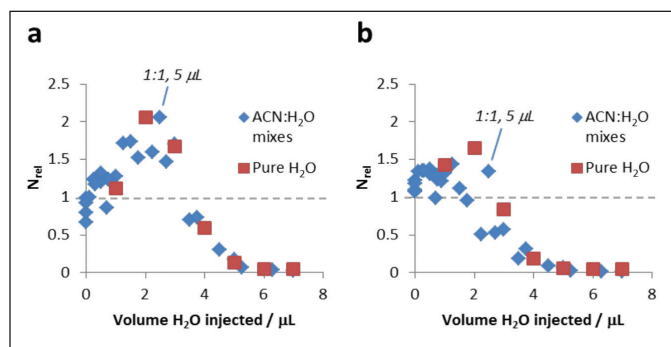 a
1:1, 5 µL
2.5
2
1.5
1
0.5
0
N_rel
0 2 4 6 8
Volume H₂O injected / µL
ACN:H₂O
mixes
Pure H₂O
b
1:1, 5 µL
2.5
2
1.5
1
0.5
0
N_rel
0 2 4 6 8
Volume H₂O injected / µL
ACN:H₂O
mixes
Pure H₂O